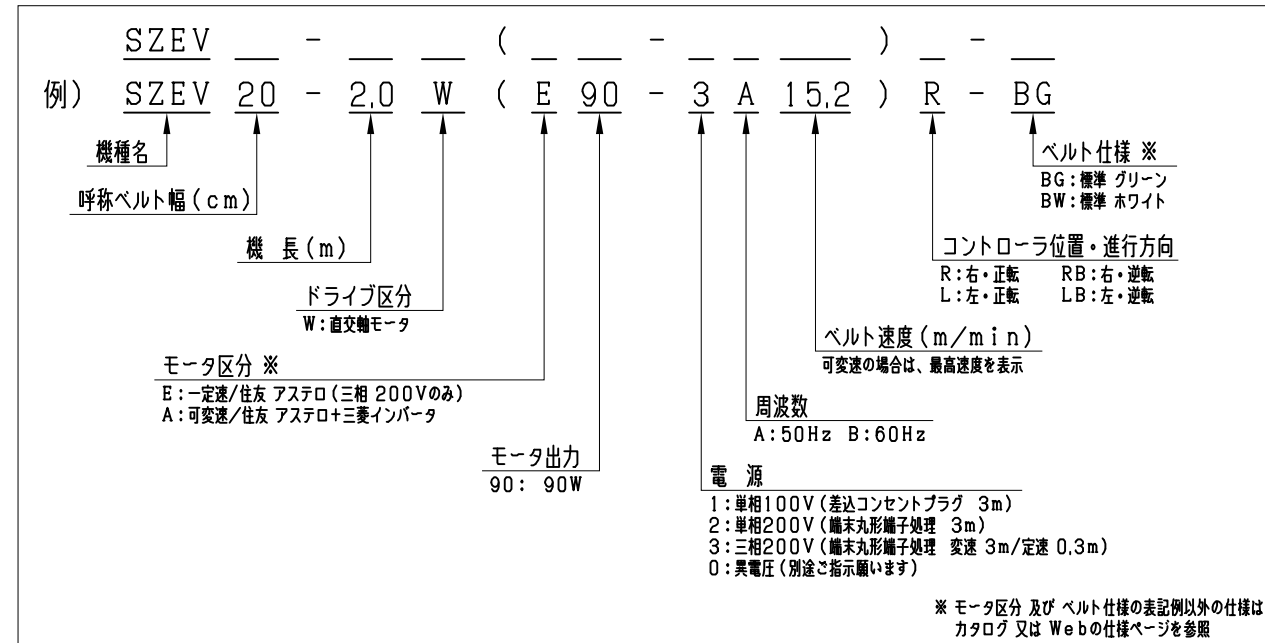 SZEV - ( - ) -
例) SZEV 20 - 2.0 W ( E 90 - 3 A 15.2 ) R - BG
機種名
呼称ベルト幅(cm)
機 長(m)
ドライブ区分
W:直交軸モータ
モータ区分 ※
E:一定速/住友 アステロ(三相 200Vのみ)
A:可変速/住友 アステロ+三菱インバータ
モータ出力
90: 90W
電 源
1:単相100V(差込コンセントプラグ 3m)
2:単相200V(端末丸形端子処理 3m)
3:三相200V(端末丸形端子処理 変速 3m/定速 0.3m)
0:異電圧(別途ご指示願います)
周波数
A:50Hz B:60Hz
ベルト速度(m/min)
可変速の場合は、最高速度を表示
コントローラ位置・進行方向
R:右・正転 RB:右・逆転
L:左・正転 LB:左・逆転
ベルト仕様 ※
BG:標準 グリーン
BW:標準 ホワイト
※ モータ区分 及び ベルト仕様の表記例以外の仕様は
カタログ 又は Webの仕様ページを参照